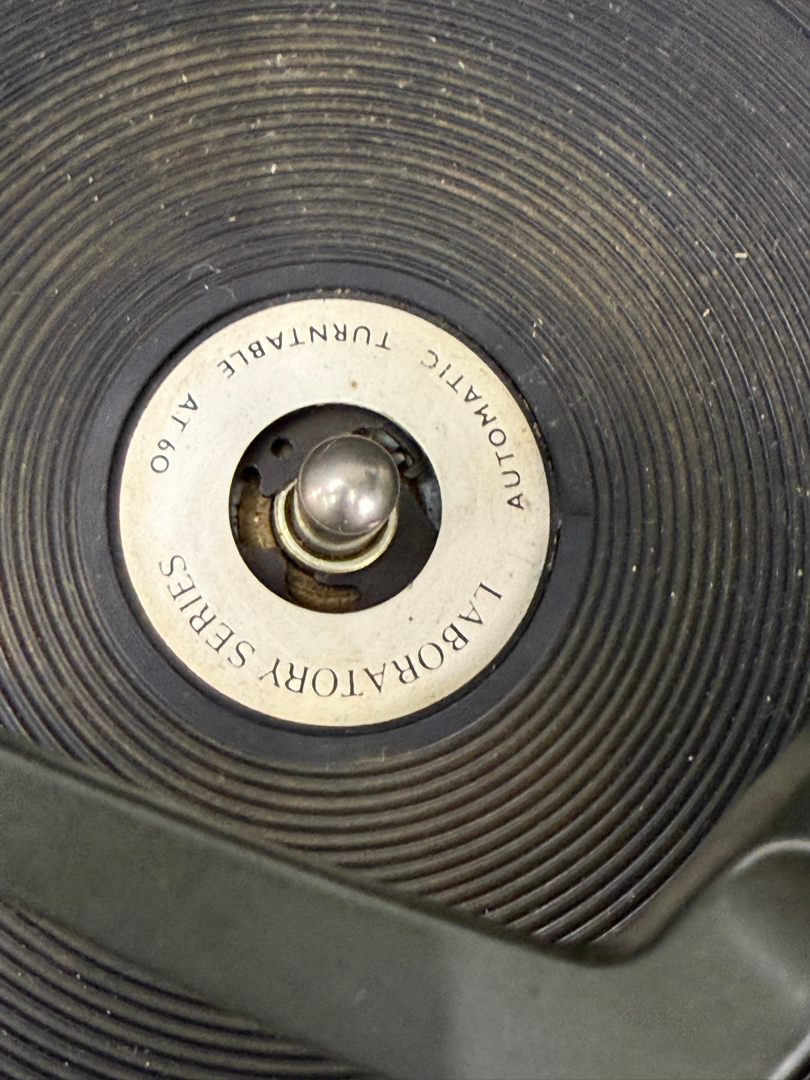 LABORATORY SERIES
AUTOMATIC TURNTABLE AT 60